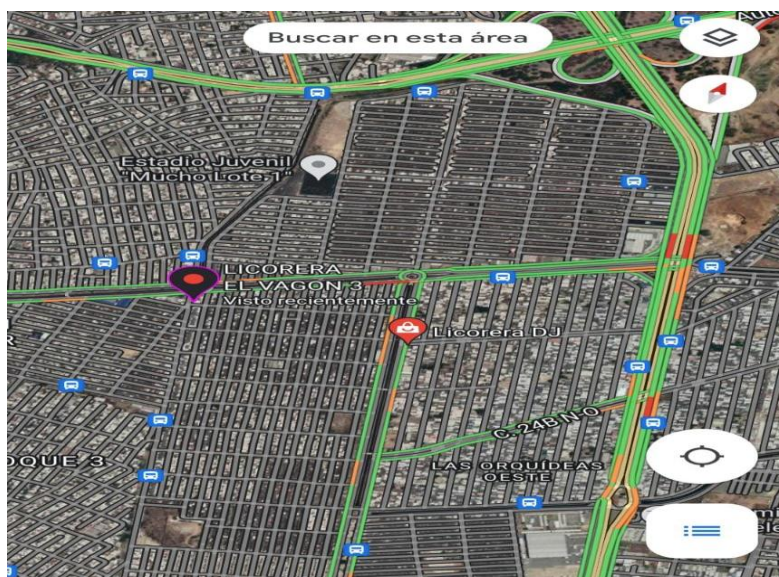 Buscar en esta área
Estadio Juvenil
"Mucho Lote 1"
LICORERA
EL VAGON 3
Visto recientemente
Licorera DJ
C. 24B N-O
LAS ORQUÍDEAS
OESTE
OQUE 3